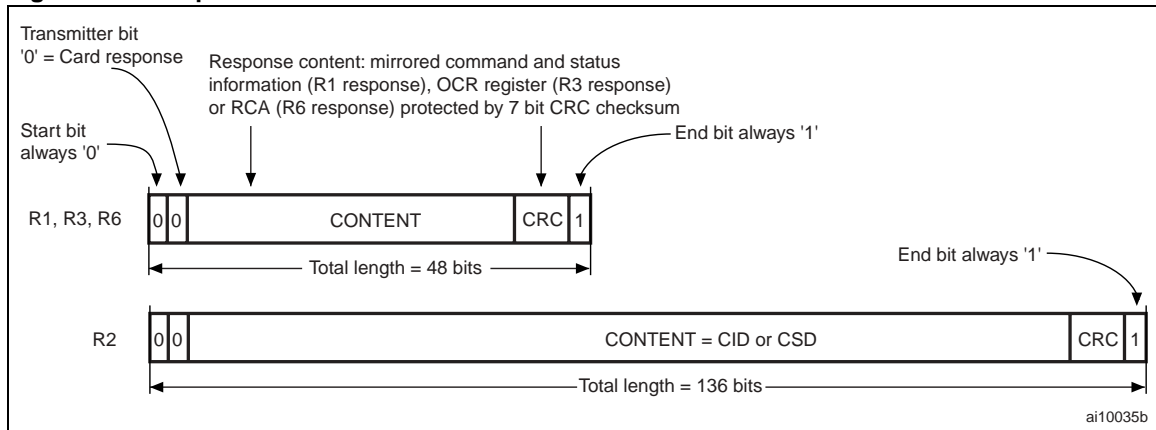 Transmitter bit
'0' = Card response
Response content: mirrored command and status
information (R1 response), OCR register (R3 response)
or RCA (R6 response) protected by 7 bit CRC checksum
Start bit
always '0'
End bit always '1'
R1, R3, R6
0 0 CONTENT CRC 1
Total length = 48 bits
End bit always '1'
R2
0 0 CONTENT = CID or CSD CRC 1
Total length = 136 bits
ai10035b